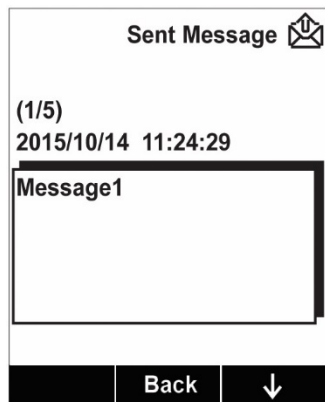 Sent Message
(1/5)
2015/10/14 11:24:29
Message1
Back ↓